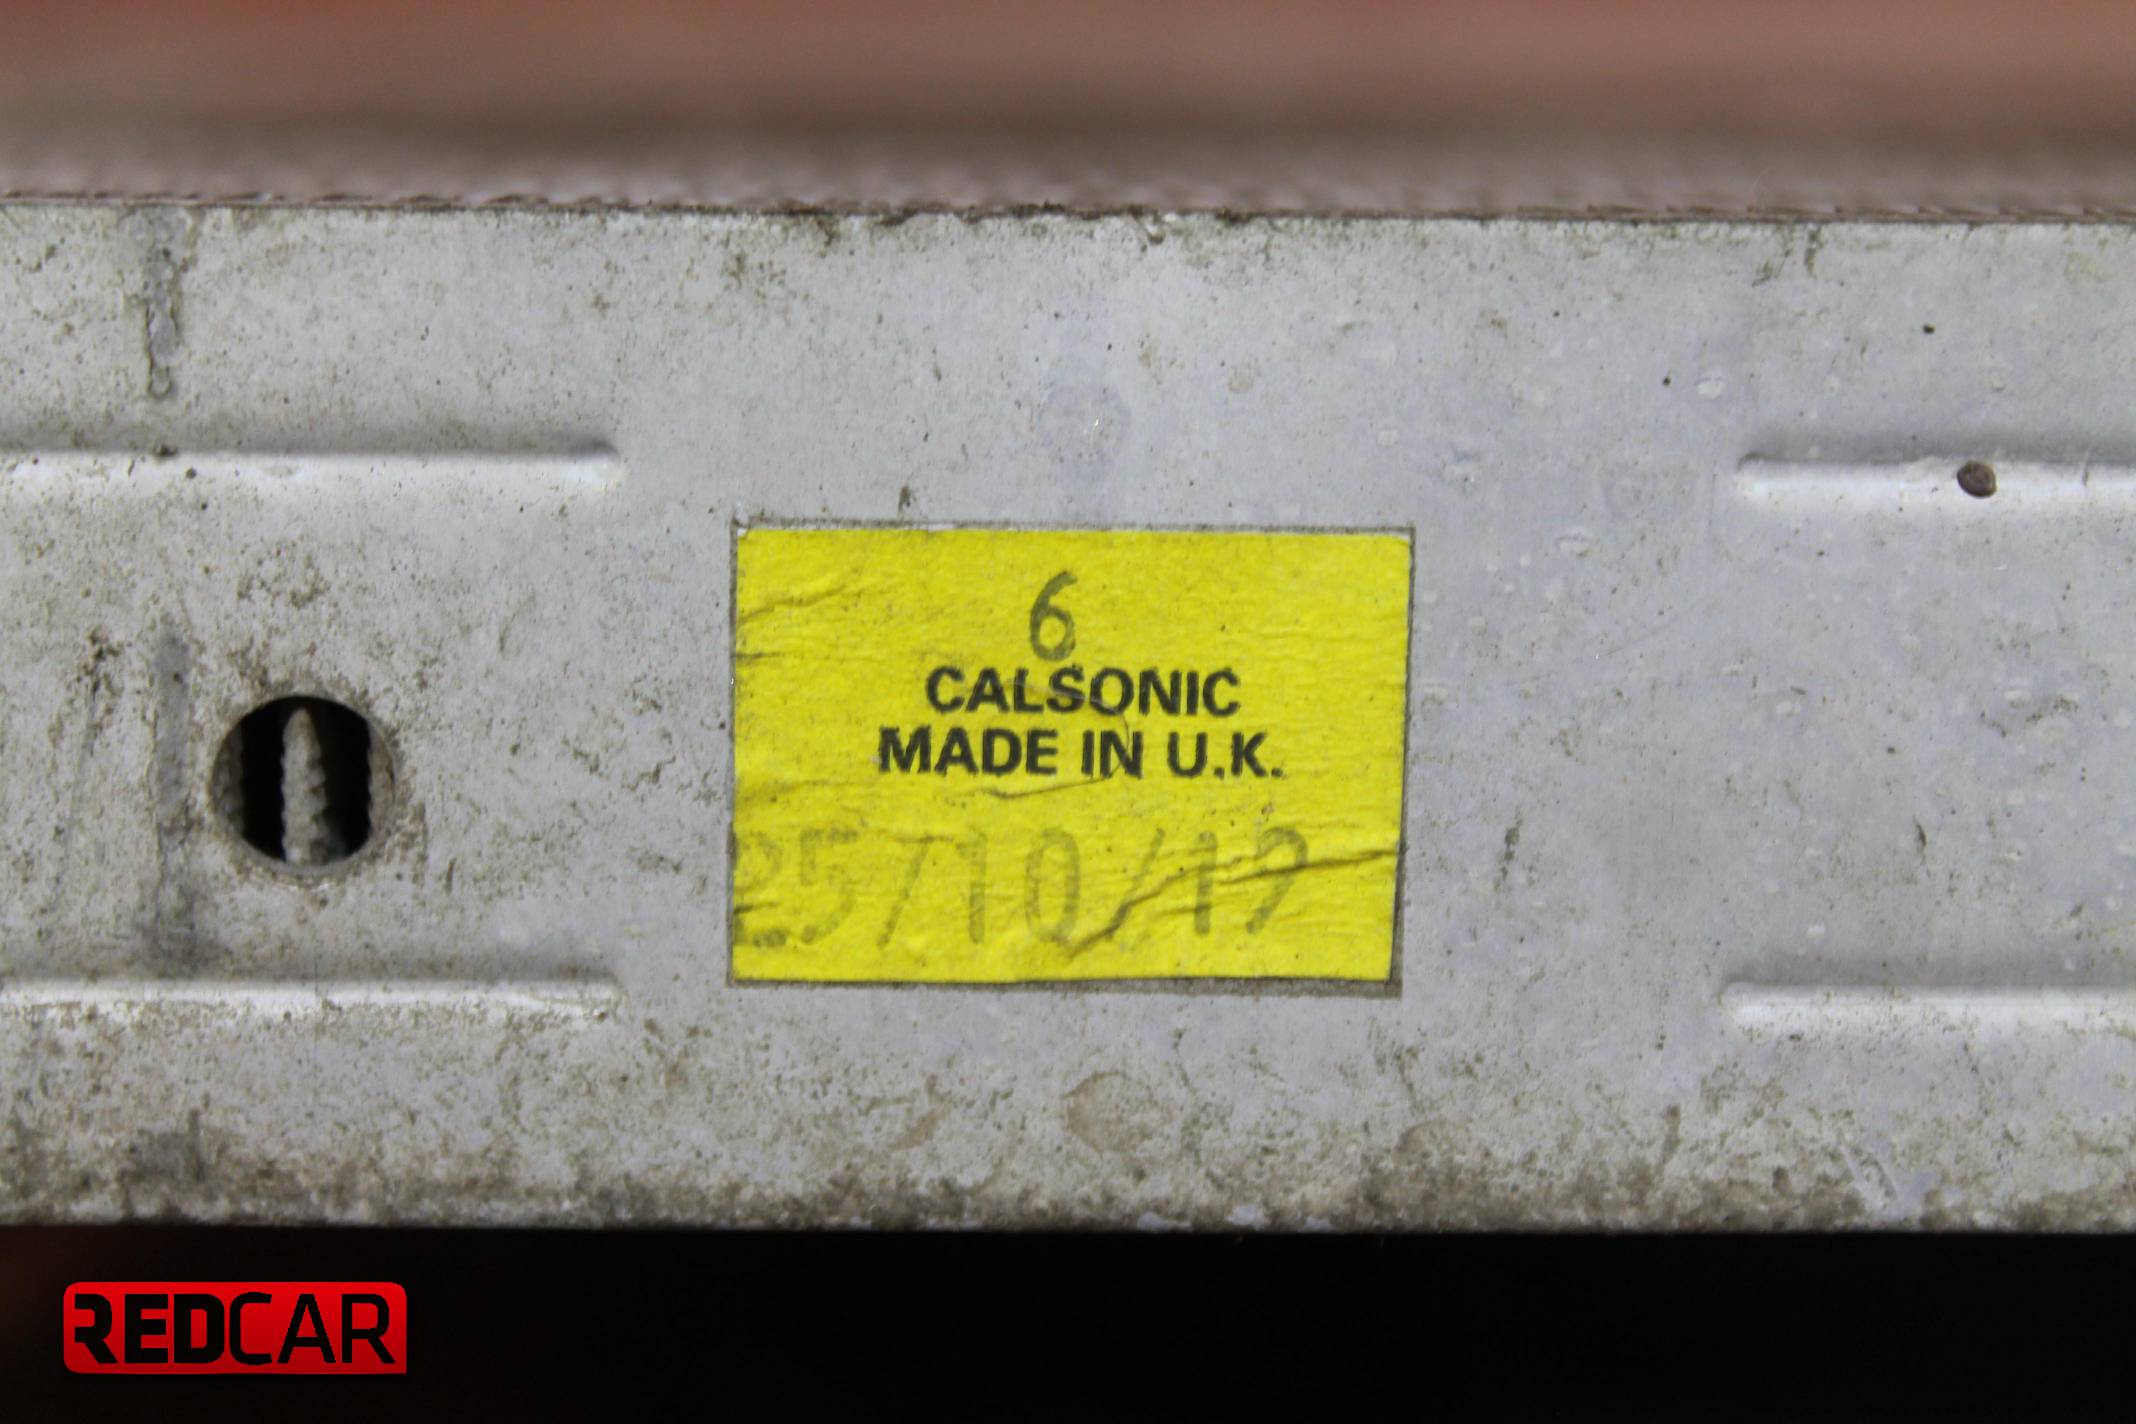 6
CALSONIC
MADE IN U.K.
25/10/19
REDCAR